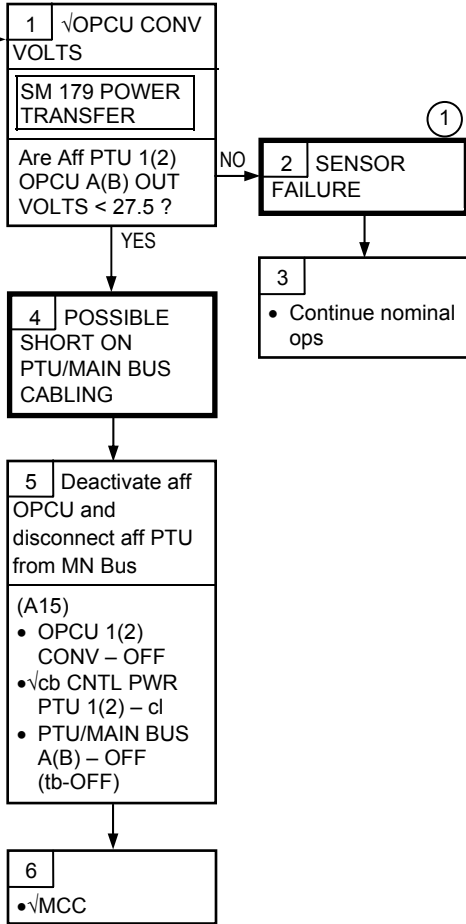 1 √OPCU CONV
VOLTS
SM 179 POWER
TRANSFER
Are Aff PTU 1(2)
OPCU A(B) OUT
VOLTS < 27.5 ?
NO
1
2 SENSOR
FAILURE
3
• Continue nominal
ops
YES
4 POSSIBLE
SHORT ON
PTU/MAIN BUS
CABLING
5 Deactivate aff
OPCU and
disconnect aff PTU
from MN Bus
(A15)
• OPCU 1(2)
CONV – OFF
•√cb CNTL PWR
PTU 1(2) – cl
• PTU/MAIN BUS
A(B) – OFF
(tb-OFF)
6
•√MCC